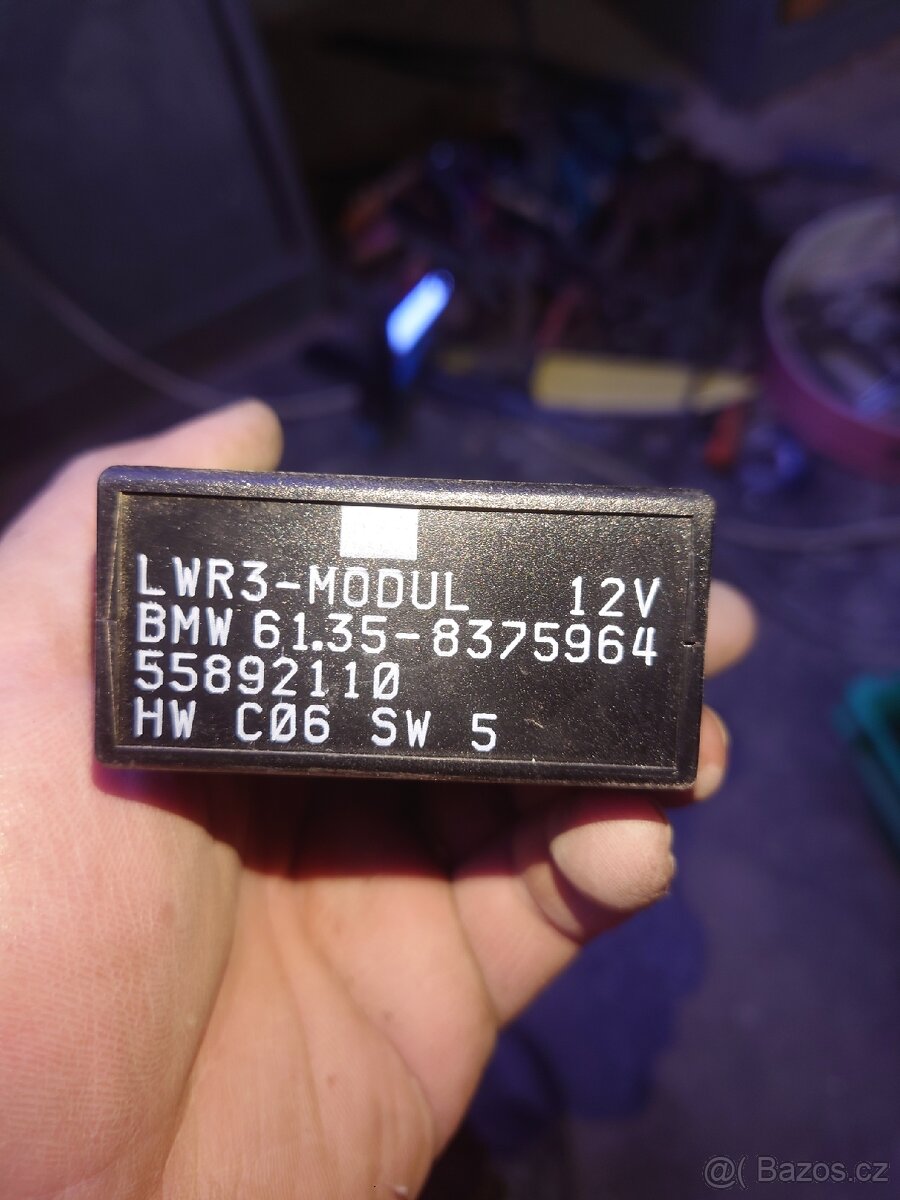 LWR3-MODUL 12V
BMW 61.35-8375964
55892110
HW C06 SW 5
@( Bazos.cz